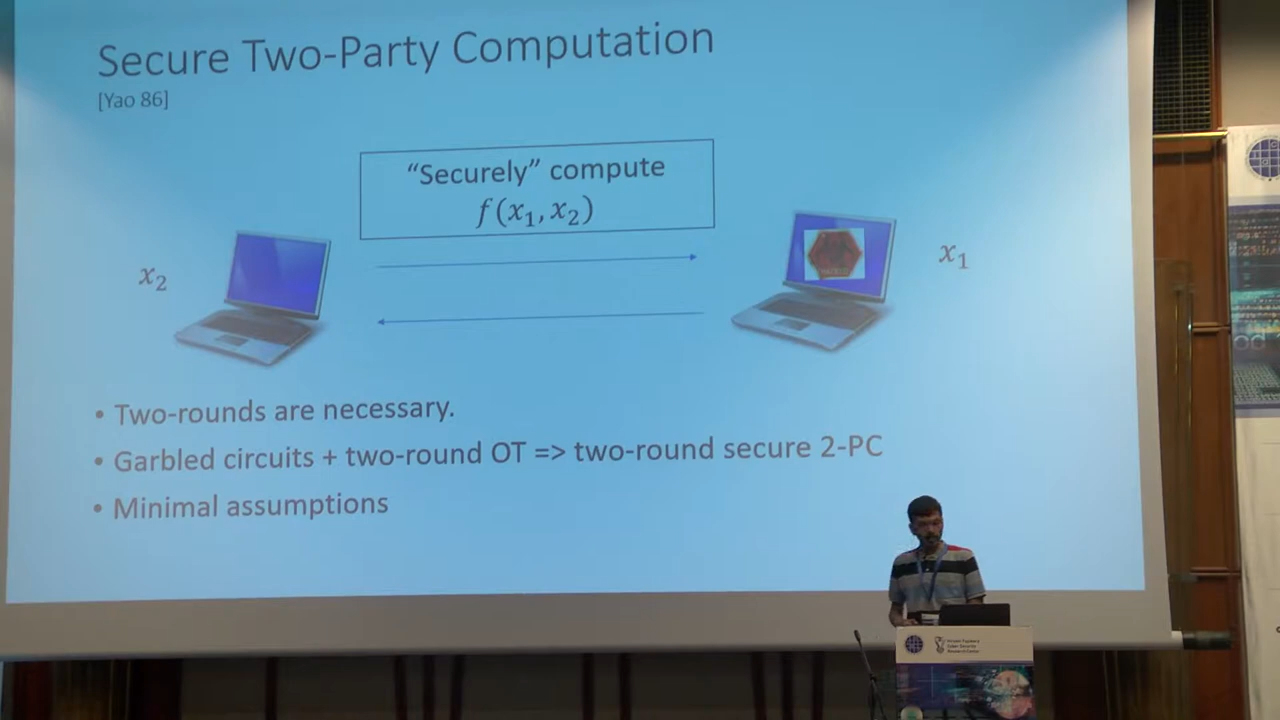 Secure Two-Party Computation
[Yao 86]
“Securely” compute
f(x₁, x₂)
x₂
x₁
• Two-rounds are necessary.
• Garbled circuits + two-round OT => two-round secure 2-PC
• Minimal assumptions